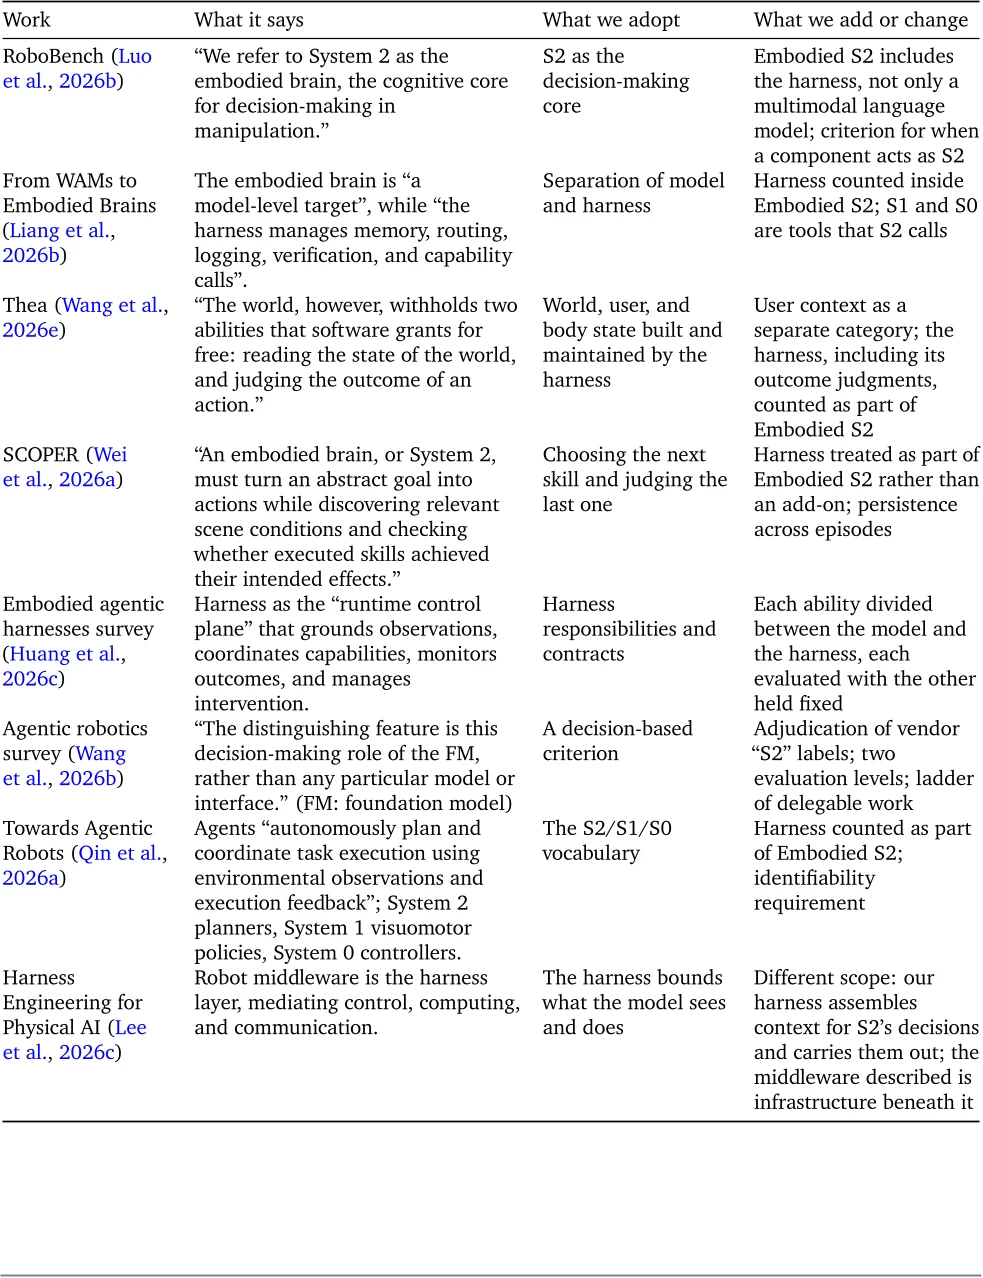 Work What it says What we adopt What we add or change
RoboBench (Luo
et al., 2026b)
“We refer to System 2 as the
embodied brain, the cognitive core
for decision-making in
manipulation.”
S2 as the
decision-making
core
Embodied S2 includes
the harness, not only a
multimodal language
model; criterion for when
a component acts as S2
From WAMs to
Embodied Brains
(Liang et al.,
2026b)
The embodied brain is “a
model-level target”, while “the
harness manages memory, routing,
logging, verification, and capability
calls”.
Separation of model
and harness
Harness counted inside
Embodied S2; S1 and S0
are tools that S2 calls
Thea (Wang et al.,
2026e)
“The world, however, withholds two
abilities that software grants for
free: reading the state of the world,
and judging the outcome of an
action.”
World, user, and
body state built and
maintained by the
harness
User context as a
separate category; the
harness, including its
outcome judgments,
counted as part of
Embodied S2
SCOPER (Wei
et al., 2026a)
“An embodied brain, or System 2,
must turn an abstract goal into
actions while discovering relevant
scene conditions and checking
whether executed skills achieved
their intended effects.”
Choosing the next
skill and judging the
last one
Harness treated as part of
Embodied S2 rather than
an add-on; persistence
across episodes
Embodied agentic
harnesses survey
(Huang et al.,
2026c)
Harness as the “runtime control
plane” that grounds observations,
coordinates capabilities, monitors
outcomes, and manages
intervention.
Harness
responsibilities and
contracts
Each ability divided
between the model and
the harness, each
evaluated with the other
held fixed
Agentic robotics
survey (Wang
et al., 2026b)
“The distinguishing feature is this
decision-making role of the FM,
rather than any particular model or
interface.” (FM: foundation model)
A decision-based
criterion
Adjudication of vendor
“S2” labels; two
evaluation levels; ladder
of delegable work
Towards Agentic
Robots (Qin et al.,
2026a)
Agents “autonomously plan and
coordinate task execution using
environmental observations and
execution feedback”; System 2
planners, System 1 visuomotor
policies, System 0 controllers.
The S2/S1/S0
vocabulary
Harness counted as part
of Embodied S2;
identifiability
requirement
Harness
Engineering for
Physical AI (Lee
et al., 2026c)
Robot middleware is the harness
layer, mediating control, computing,
and communication.
The harness bounds
what the model sees
and does
Different scope: our
harness assembles
context for S2’s decisions
and carries them out; the
middleware described is
infrastructure beneath it